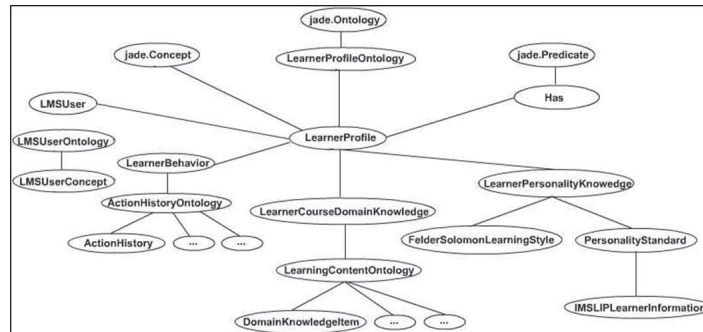 jade.Ontology
jade.Concept
LearnerProfileOntology
jade.Predicate
LMSUser
Has
LearnerProfile
LMSUserOntology
LearnerBehavior
LMSUserConcept
LearnerPersonalityKnowedge
ActionHistoryOntology
LearnerCourseDomainKnowledge
ActionHistory
...
...
FelderSolomonLearningStyle
PersonalityStandard
LearningContentOntology
IMSLIPLearnerInformation
DomainKnowledgeItem
...
...